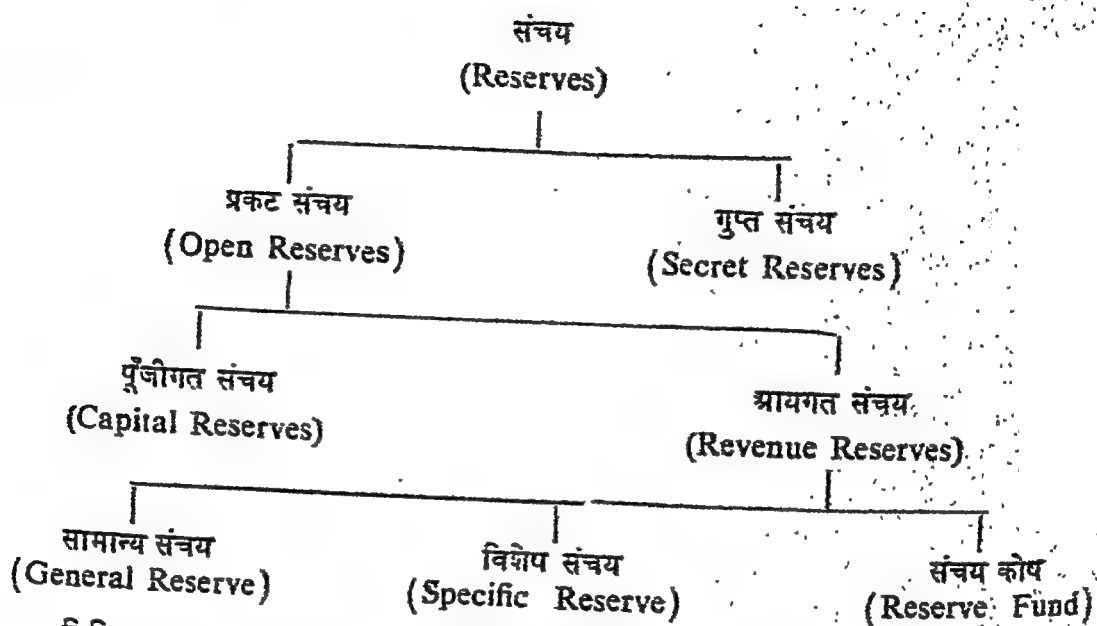 संचय
(Reserves)
प्रकट संचय
(Open Reserves)
गुप्त संचय
(Secret Reserves)
पूँजीगत संचय
(Capital Reserves)
आयगत संचय
(Revenue Reserves)
सामान्य संचय
(General Reserve)
विशेष संचय
(Specific Reserve)
संचय कोष
(Reserve Fund)